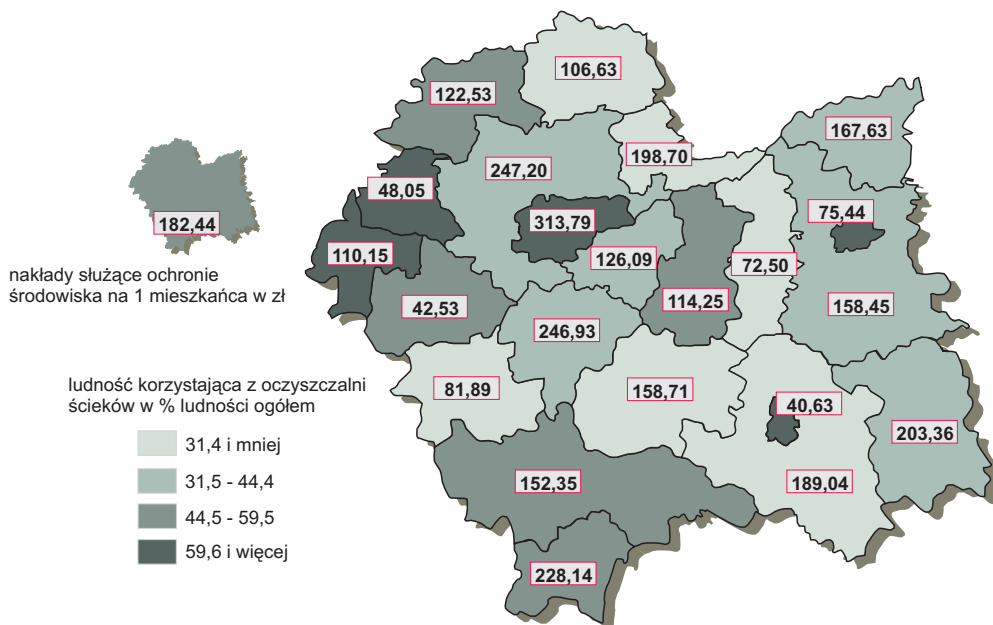 106,63
122,53
167,63
198,70
247,20
48,05
75,44
313,79
182,44
110,15
126,09
72,50
nakłady służące ochronie
środowiska na 1 mieszkańca w zł
42,53
114,25
158,45
246,93
ludność korzystająca z oczyszczalni
ścieków w % ludności ogółem
81,89
158,71
40,63
31,4 i mniej
203,36
31,5 - 44,4
152,35
189,04
44,5 - 59,5
59,6 i więcej
228,14